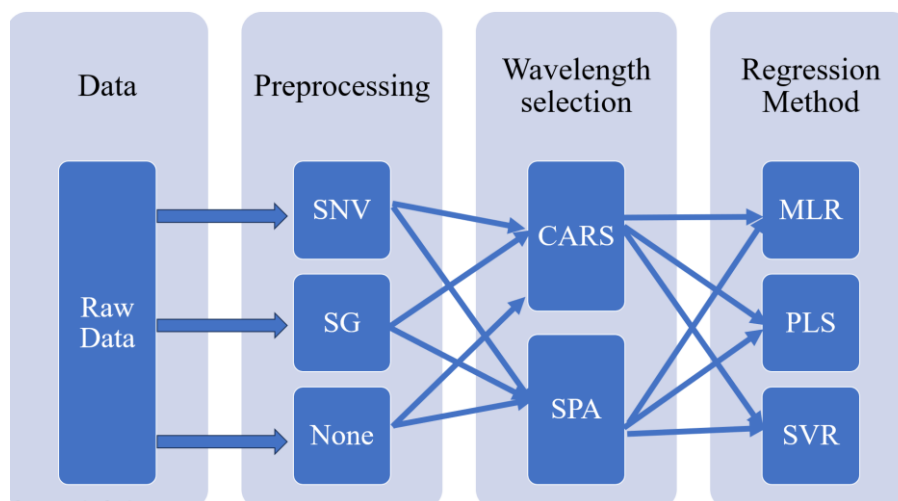 Data
Raw
Data
Preprocessing
SNV
SG
None
Wavelength
selection
CARS
SPA
Regression
Method
MLR
PLS
SVR